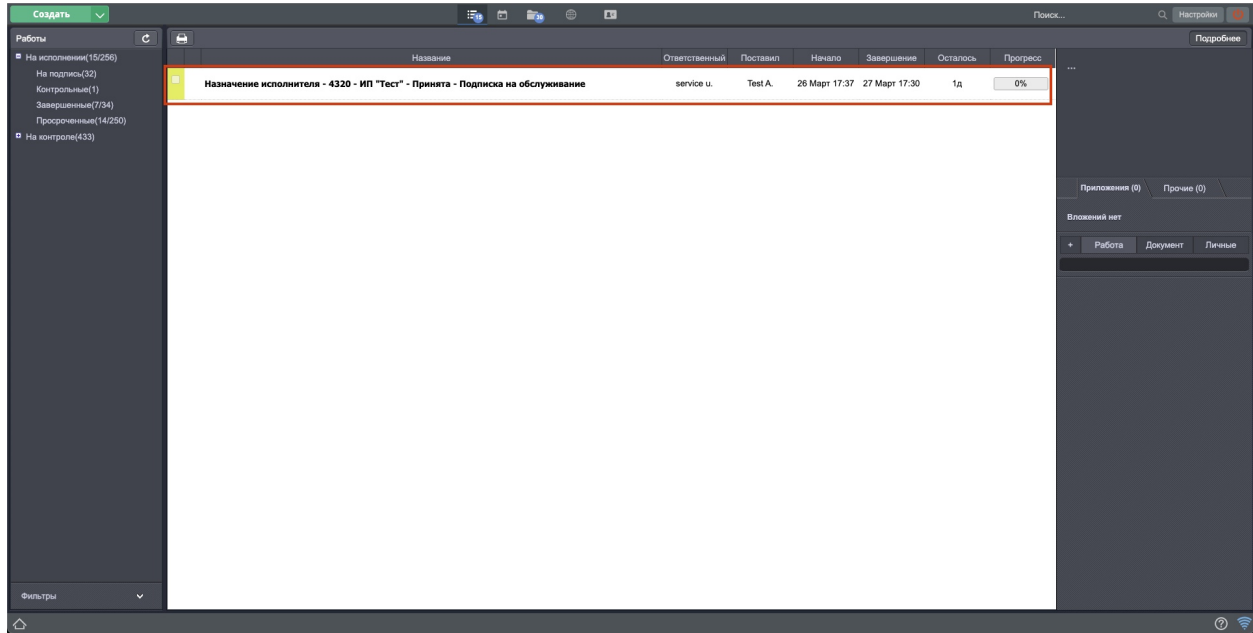 Создать
15
30
Поиск...
Настройки
Работы
Подробнее
На исполнении(15/256)
На подпись(32)
Контрольные(1)
Завершенные(7/34)
Просроченные(14/250)
На контроле(433)
Название Ответственный Поставил Начало Завершение Осталось Прогресс
Назначение исполнителя - 4320 - ИП "Тест" - Принята - Подписка на обслуживание service u. Test A. 26 Март 17:37 27 Март 17:30 1д 0%
...
Приложения (0) Прочие (0)
Вложений нет
+ Работа Документ Личные
Фильтры